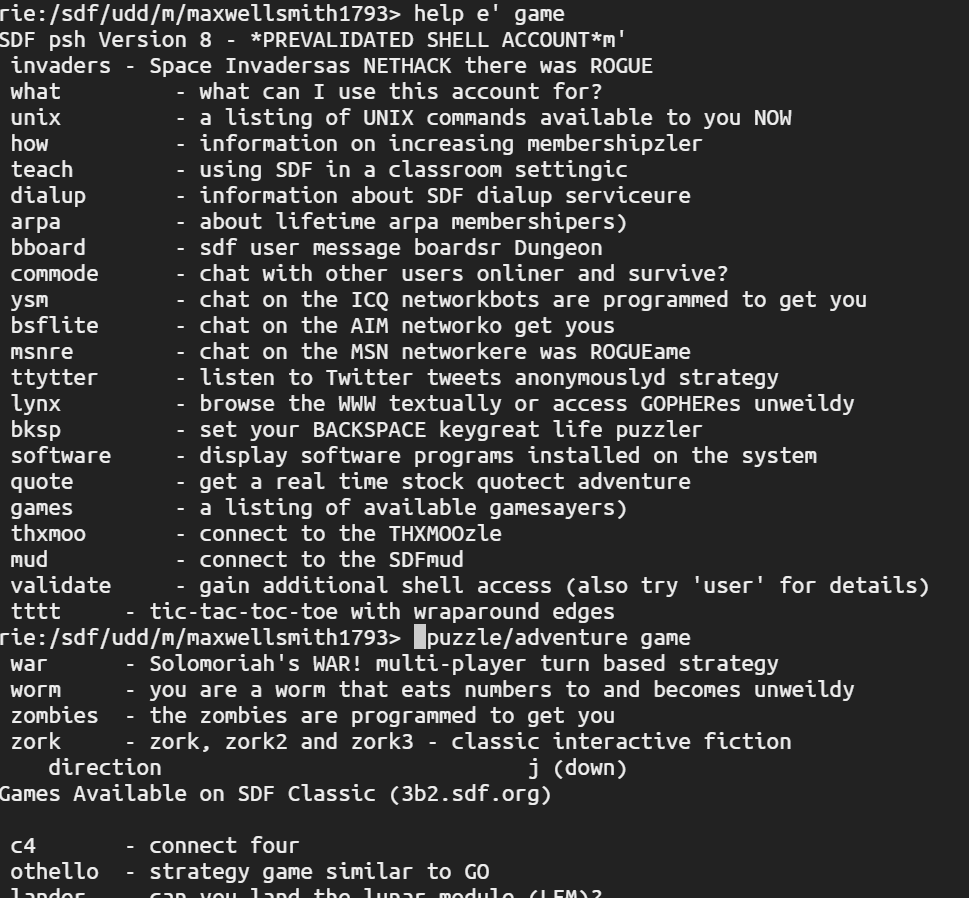 rie:/sdf/udd/m/maxwellsmith1793> help e' game
SDF psh Version 8 - *PREVALIDATED SHELL ACCOUNT*m'
invaders - Space Invadersas NETHACK there was ROGUE
what - what can I use this account for?
unix - a listing of UNIX commands available to you NOW
how - information on increasing membershipzler
teach - using SDF in a classroom settingic
dialup - information about SDF dialup serviceure
arpa - about lifetime arpa membershipers)
bboard - sdf user message boardsr Dungeon
commode - chat with other users onliner and survive?
ysm - chat on the ICQ networkbots are programmed to get you
bsflite - chat on the AIM networko get yous
msnre - chat on the MSN networkere was ROGUEame
ttytter - listen to Twitter tweets anonymouslyd strategy
lynx - browse the WWW textually or access GOPHERes unweildy
bksp - set your BACKSPACE keygreat life puzzler
software - display software programs installed on the system
quote - get a real time stock quotect adventure
games - a listing of available gamesayers)
thxmoo - connect to the THXMOOzle
mud - connect to the SDFmud
validate - gain additional shell access (also try 'user' for details)
tttt - tic-tac-toc-toe with wraparound edges
rie:/sdf/udd/m/maxwellsmith1793> puzzle/adventure game
war - Solomoriah's WAR! multi-player turn based strategy
worm - you are a worm that eats numbers to and becomes unweildy
zombies - the zombies are programmed to get you
zork - zork, zork2 and zork3 - classic interactive fiction
direction j (down)
Games Available on SDF Classic (3b2.sdf.org)
c4 - connect four
othello - strategy game similar to GO
lander - can you land the lunar module (LEM)?